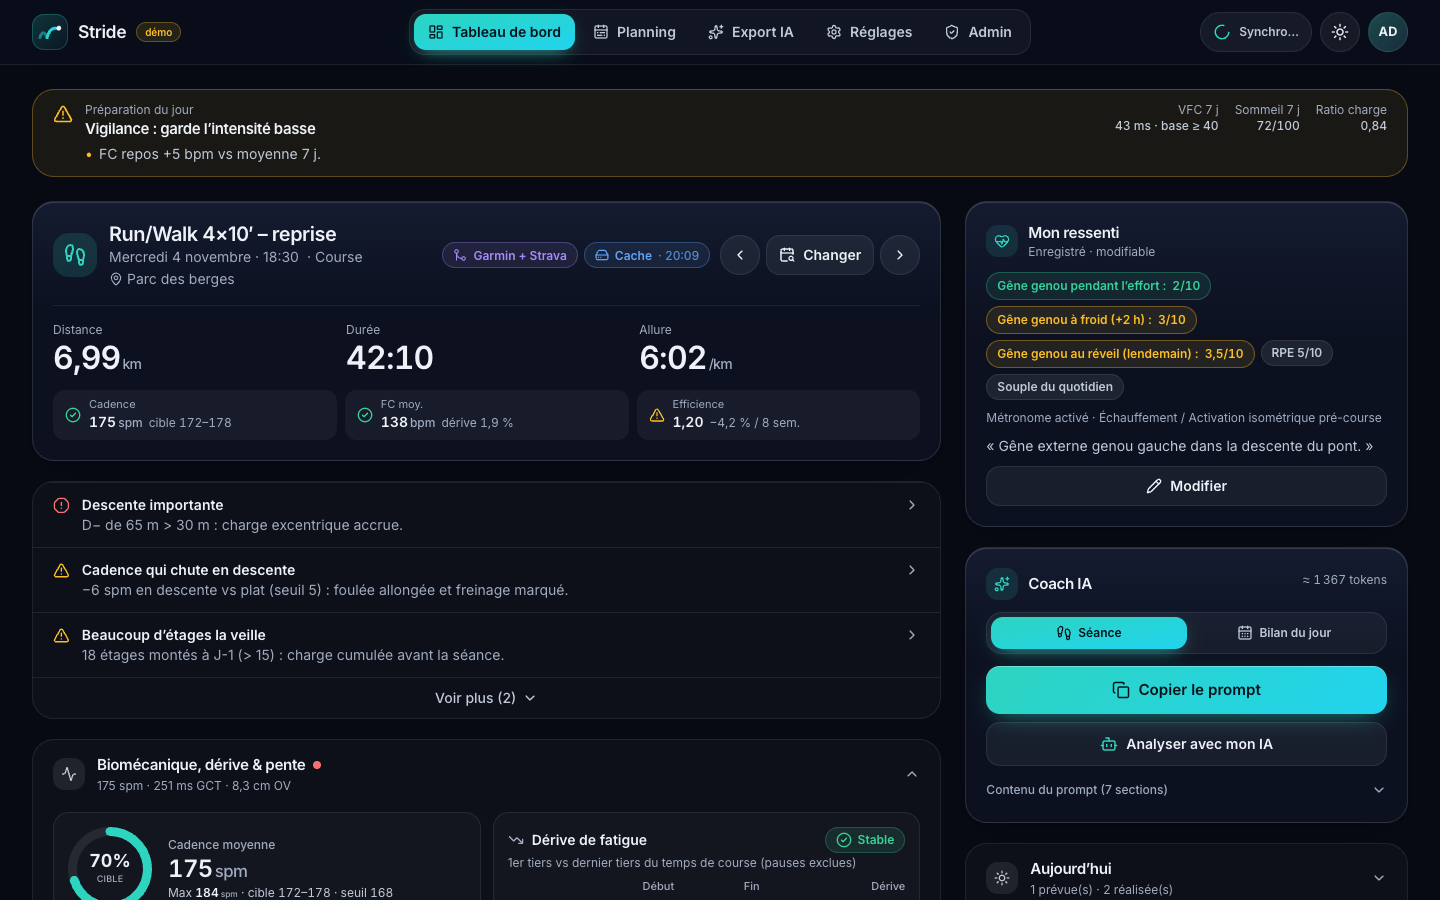 Stride
démo
Tableau de bord
Planning
Export IA
Réglages
Admin
Synchro...
AD
Préparation du jour
Vigilance : garde l’intensité basse
• FC repos +5 bpm vs moyenne 7 j.
VFC 7 j
43 ms · base ≥ 40
Sommeil 7 j
72/100
Ratio charge
0,84
Run/Walk 4×10’ – reprise
Mercredi 4 novembre · 18:30 · Course
Parc des berges
Garmin + Strava
Cache · 20:09
Changer
Distance
6,99 km
Durée
42:10
Allure
6:02 /km
Cadence
175 spm cible 172–178
FC moy.
138 bpm dérive 1,9 %
Efficience
1,20 −4,2 % / 8 sem.
Descente importante
D− de 65 m > 30 m : charge excentrique accrue.
Cadence qui chute en descente
−6 spm en descente vs plat (seuil 5) : foulée allongée et freinage marqué.
Beaucoup d’étages la veille
18 étages montés à J-1 (> 15) : charge cumulée avant la séance.
Voir plus (2)
Biomécanique, dérive & pente
175 spm · 251 ms GCT · 8,3 cm OV
70%
CIBLE
Cadence moyenne
175 spm
Max 184 spm · cible 172–178 · seuil 168
Dérive de fatigue
Stable
1er tiers vs dernier tiers du temps de course (pauses exclues)
Début Fin Dérive
Mon ressenti
Enregistré · modifiable
Gêne genou pendant l’effort : 2/10
Gêne genou à froid (+2 h) : 3/10
Gêne genou au réveil (lendemain) : 3,5/10
RPE 5/10
Souple du quotidien
Métronome activé · Échauffement / Activation isométrique pré-course
« Gêne externe genou gauche dans la descente du pont. »
Modifier
Coach IA
≈ 1 367 tokens
Séance
Bilan du jour
Copier le prompt
Analyser avec mon IA
Contenu du prompt (7 sections)
Aujourd’hui
1 prévue(s) · 2 réalisée(s)